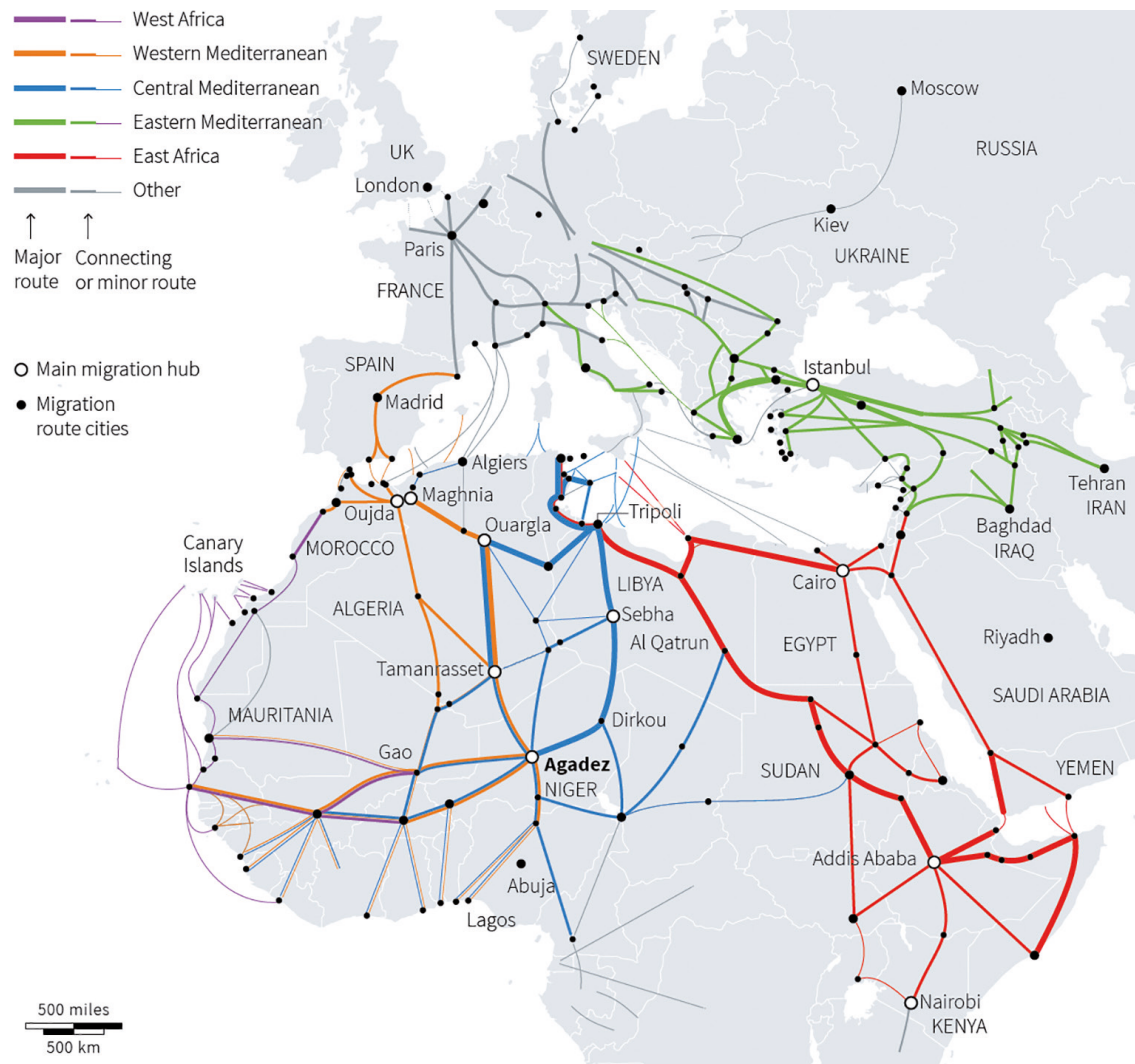 West Africa
Western Mediterranean
Central Mediterranean
Eastern Mediterranean
East Africa
Other
Major
route
Connecting
or minor route
Main migration hub
Migration
route cities
SWEDEN
Moscow
RUSSIA
UK
London
Kiev
UKRAINE
Paris
FRANCE
SPAIN
Madrid
Istanbul
Algiers
Maghnia
Oujda
Ouargla
Tripoli
Tehran
IRAN
Baghdad
IRAQ
MOROCCO
Canary
Islands
Cairo
LIBYA
ALGERIA
Sebha
Al Qatrun
EGYPT
Riyadh
SAUDI ARABIA
Tamanrasset
MAURITANIA
Dirkou
Gao
Agadez
NIGER
SUDAN
YEMEN
Addis Ababa
Abuja
Lagos
Nairobi
KENYA
500 miles
500 km